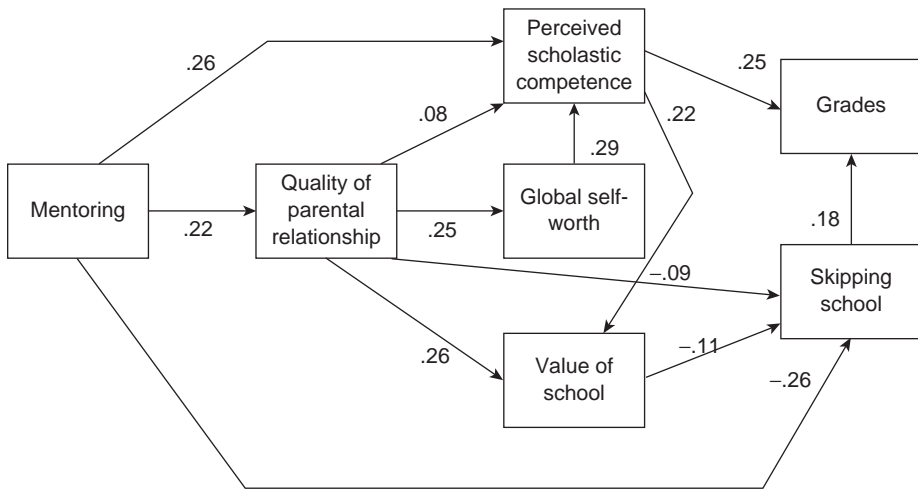 Perceived
scholastic
competence
.26
.25
Grades
.08
.22
.29
Mentoring
Quality of
parental
relationship
Global self-
worth
.22
.25
.18
–.09
Skipping
school
.26
Value of
school
–.11
–.26